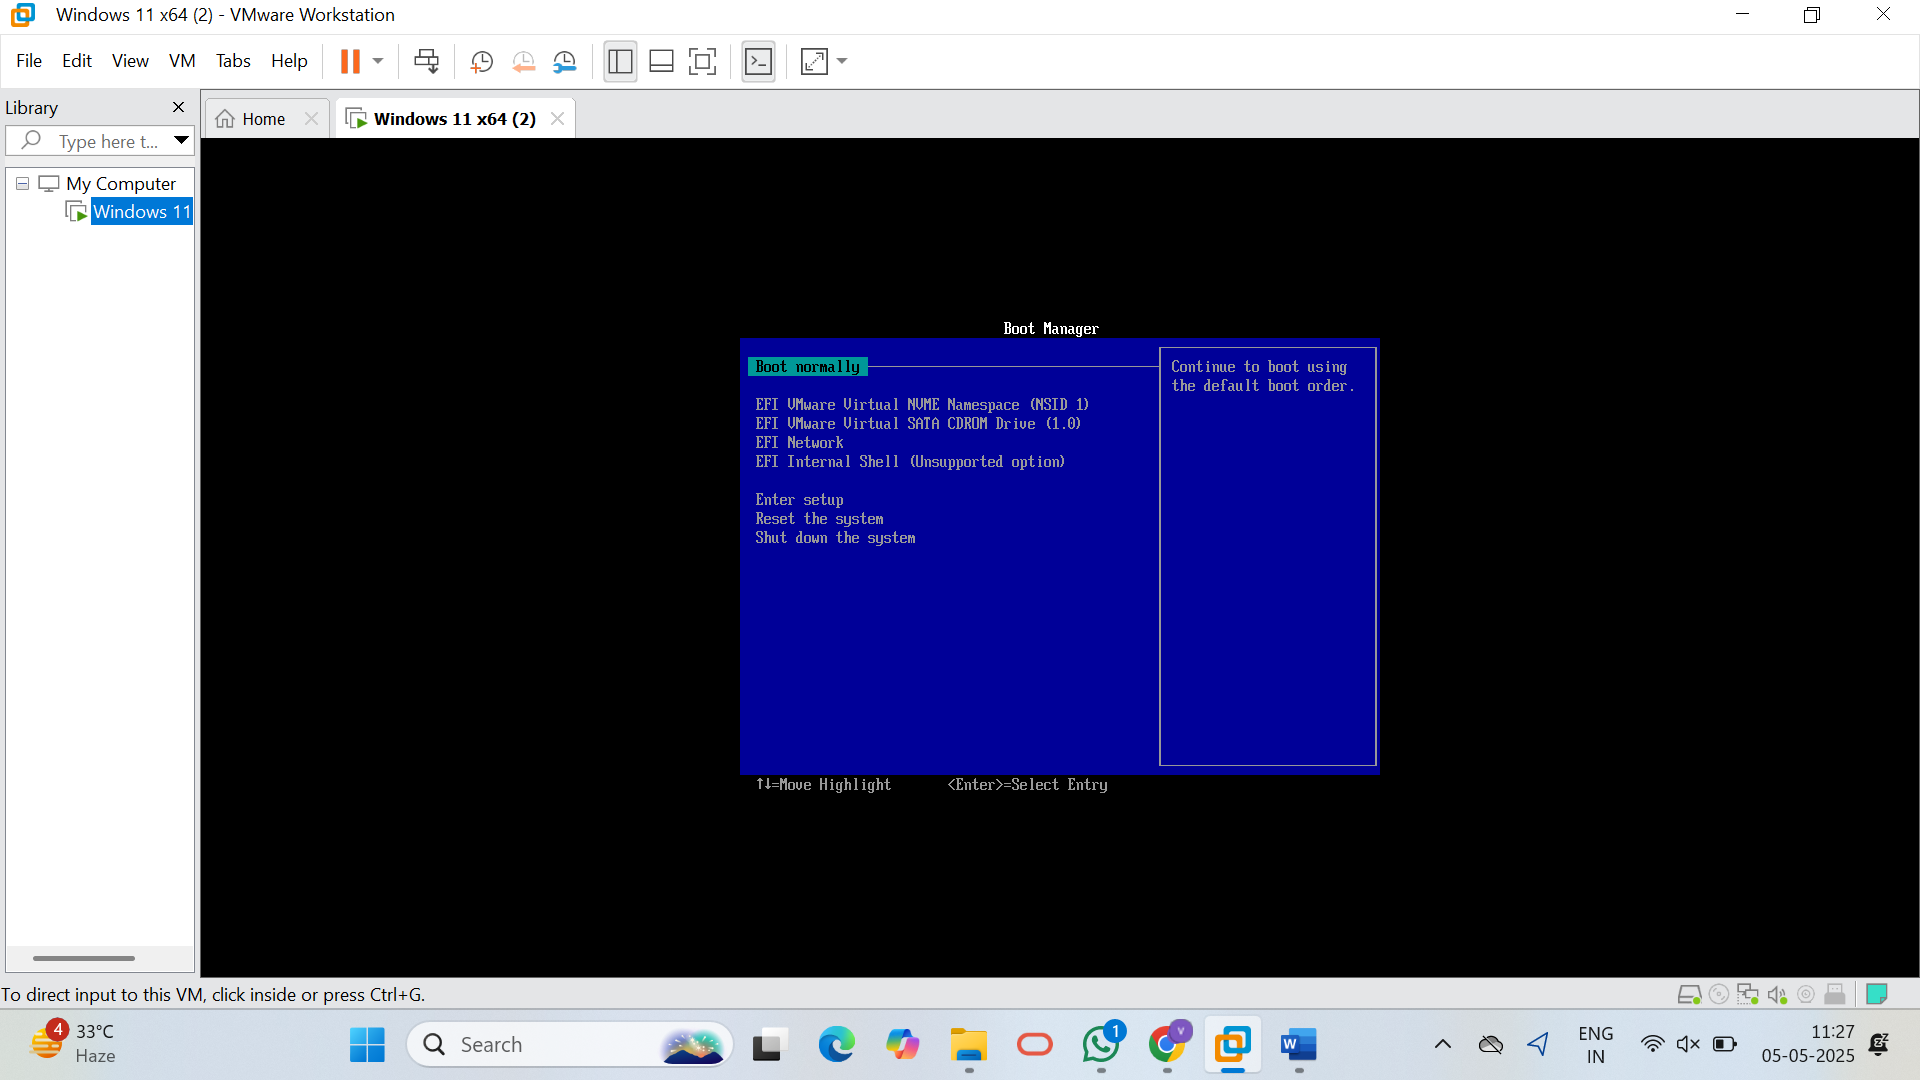 Windows 11 x64 (2) - VMware Workstation
File Edit View VM Tabs Help
Library
Type here t...
My Computer
Windows 11
Home
Windows 11 x64 (2)
Boot Manager
Boot normally
EFI VMware Virtual NVME Namespace (NSID 1)
EFI VMware Virtual SATA CDROM Drive (1.0)
EFI Network
EFI Internal Shell (Unsupported option)
Enter setup
Reset the system
Shut down the system
Continue to boot using
the default boot order.
↑↓=Move Highlight <Enter>=Select Entry
To direct input to this VM, click inside or press Ctrl+G.
4
33°C
Haze
Search
1
V
W
ENG
IN
11:27
05-05-2025